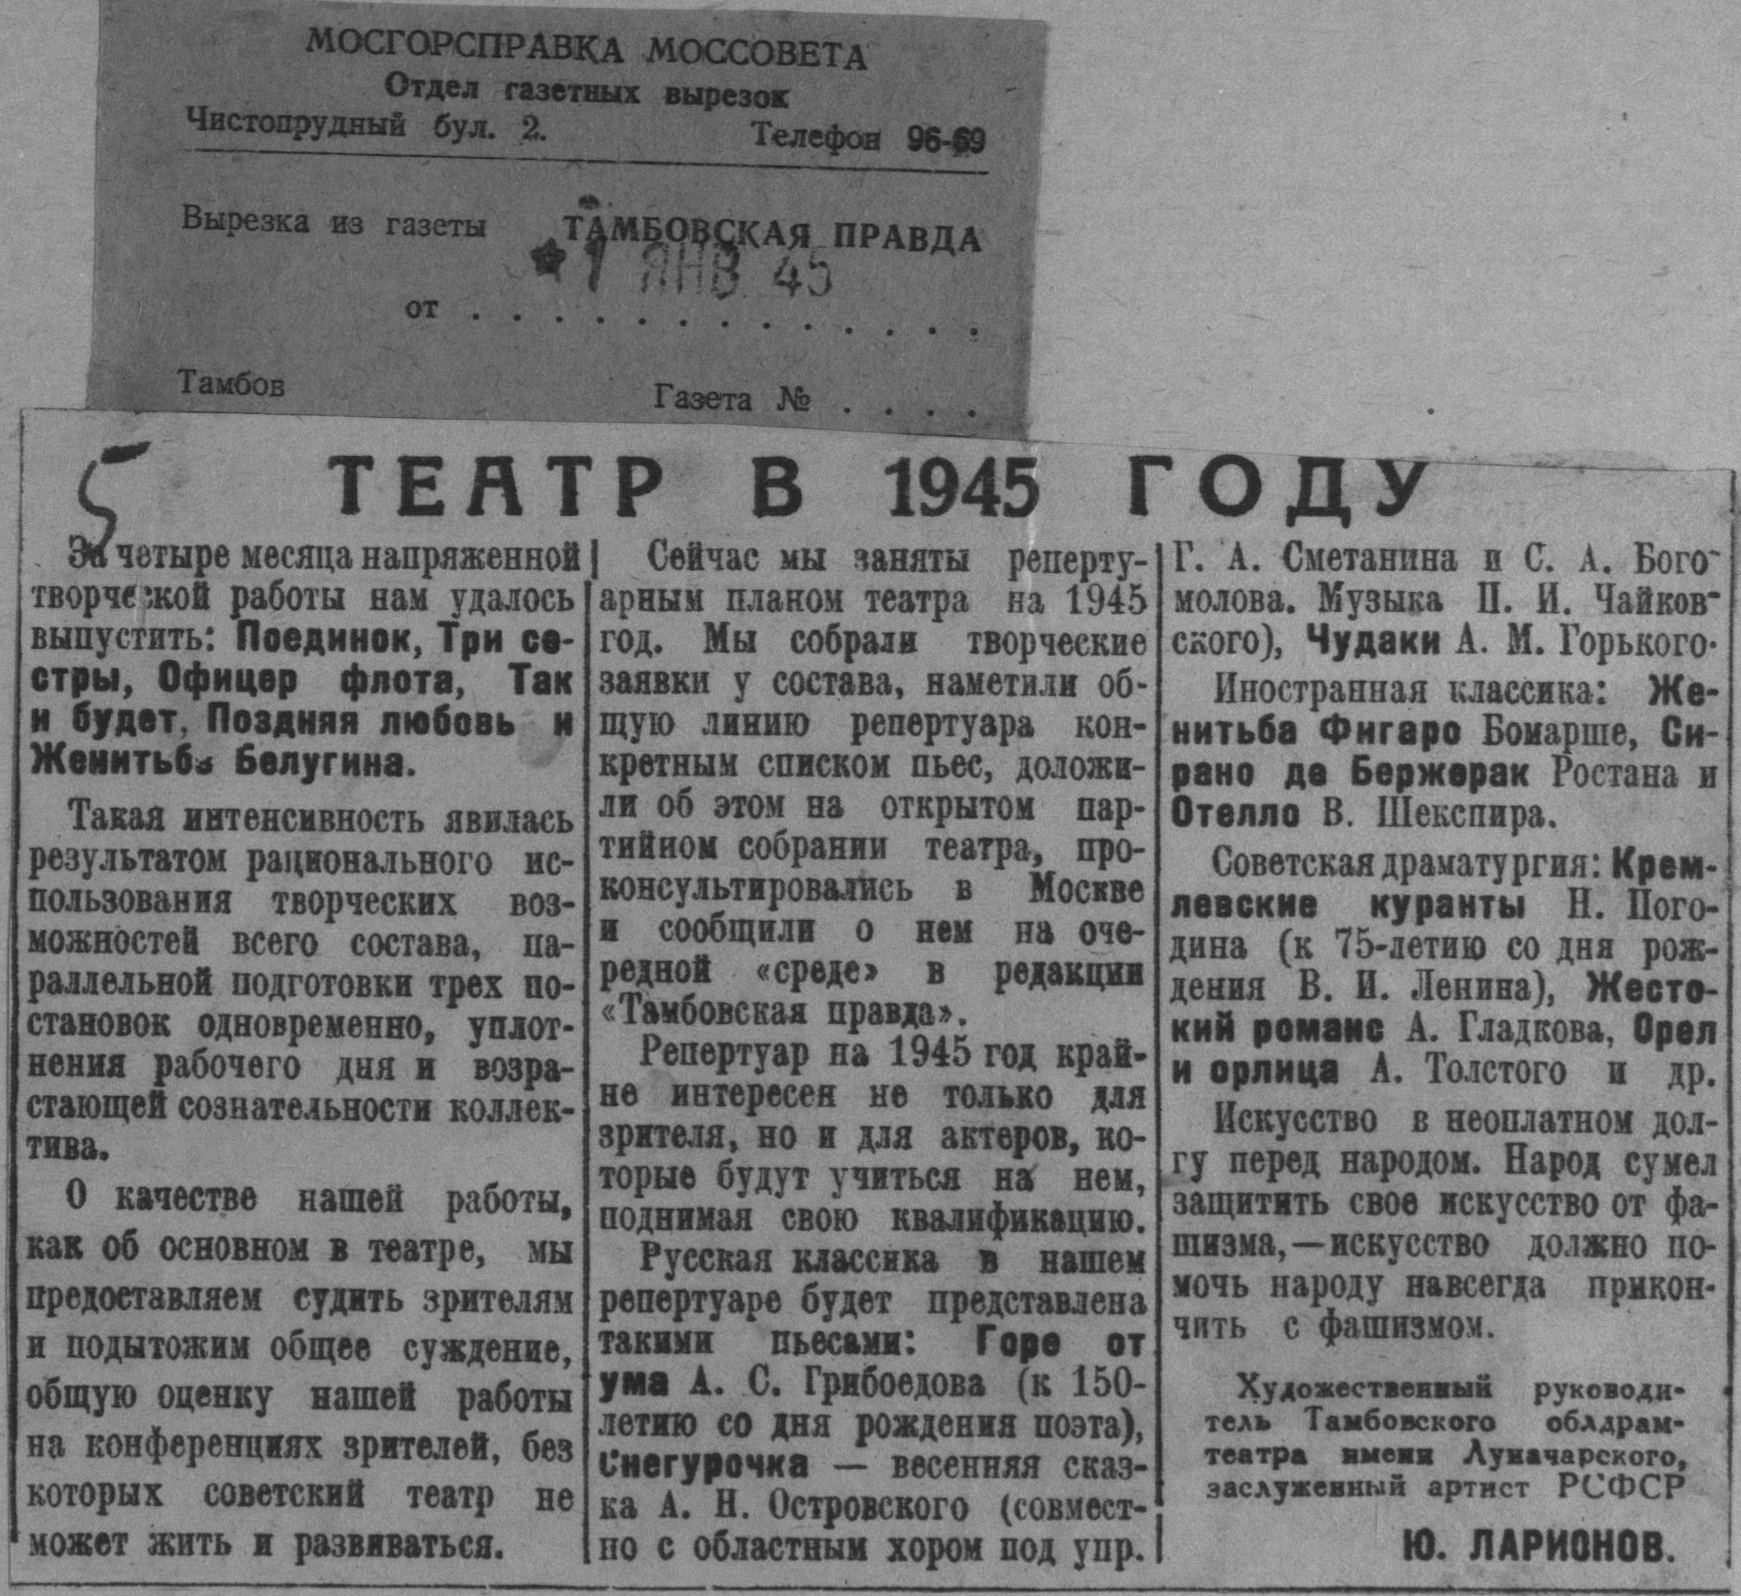 МОСГОРСПРАВКА МОССОВЕТА
Отдел газетных вырезок
Чистопрудный бул. 2. Телефон 96-69
Вырезка из газеты ТАМБОВСКАЯ ПРАВДА
1 ЯНВ 45
от . . . . . . . . . . . . .
Тамбов Газета № . . . .
5
ТЕАТР В 1945 ГОДУ
За четыре месяца напряженной
творческой работы нам удалось
выпустить: Поединок, Три се-
стры, Офицер флота, Так
и будет, Поздняя любовь и
Женитьба Белугина.
Такая интенсивность явилась
результатом рационального ис-
пользования творческих воз-
можностей всего состава, па-
раллельной подготовки трех по-
становок одновременно, уплот-
нения рабочего дня и возра-
стающей сознательности коллек-
тива.
О качестве нашей работы,
как об основном в театре, мы
предоставляем судить зрителям
и подытожим общее суждение,
общую оценку нашей работы
на конференциях зрителей, без
которых советский театр не
может жить и развиваться.
Сейчас мы заняты реперту-
арным планом театра на 1945
год. Мы собрали творческие
заявки у состава, наметили об-
щую линию репертуара кон-
кретным списком пьес, доложи-
ли об этом на открытом пар-
тийном собрании театра, про-
консультировались в Москве
и сообщили о нем на оче-
редной «среде» в редакции
«Тамбовская правда».
Репертуар на 1945 год край-
не интересен не только для
зрителя, но и для актеров, ко-
торые будут учиться на нем,
поднимая свою квалификацию.
Русская классика в нашем
репертуаре будет представлена
такими пьесами: Горе от
ума А. С. Грибоедова (к 150-
летию со дня рождения поэта),
Снегурочка — весенняя сказ-
ка А. Н. Островского (совмест-
но с областным хором под упр.
Г. А. Сметанина и С. А. Бого-
молова. Музыка П. И. Чайков-
ского), Чудаки А. М. Горького.
Иностранная классика: Же-
нитьба Фигаро Бомарше, Си-
рано де Бержерак Ростана и
Отелло В. Шекспира.
Советская драматургия: Крем-
левские куранты Н. Пого-
дина (к 75-летию со дня рож-
дения В. И. Ленина), Жесто-
кий романс А. Гладкова, Орел
и орлица А. Толстого и др.
Искусство в неоплатном дол-
гу перед народом. Народ сумел
защитить свое искусство от фа-
шизма,—искусство должно по-
мочь народу навсегда прикон-
чить с фашизмом.
Художественный руководи-
тель Тамбовского облдрам-
театра имени Луначарского,
заслуженный артист РСФСР
Ю. ЛАРИОНОВ.